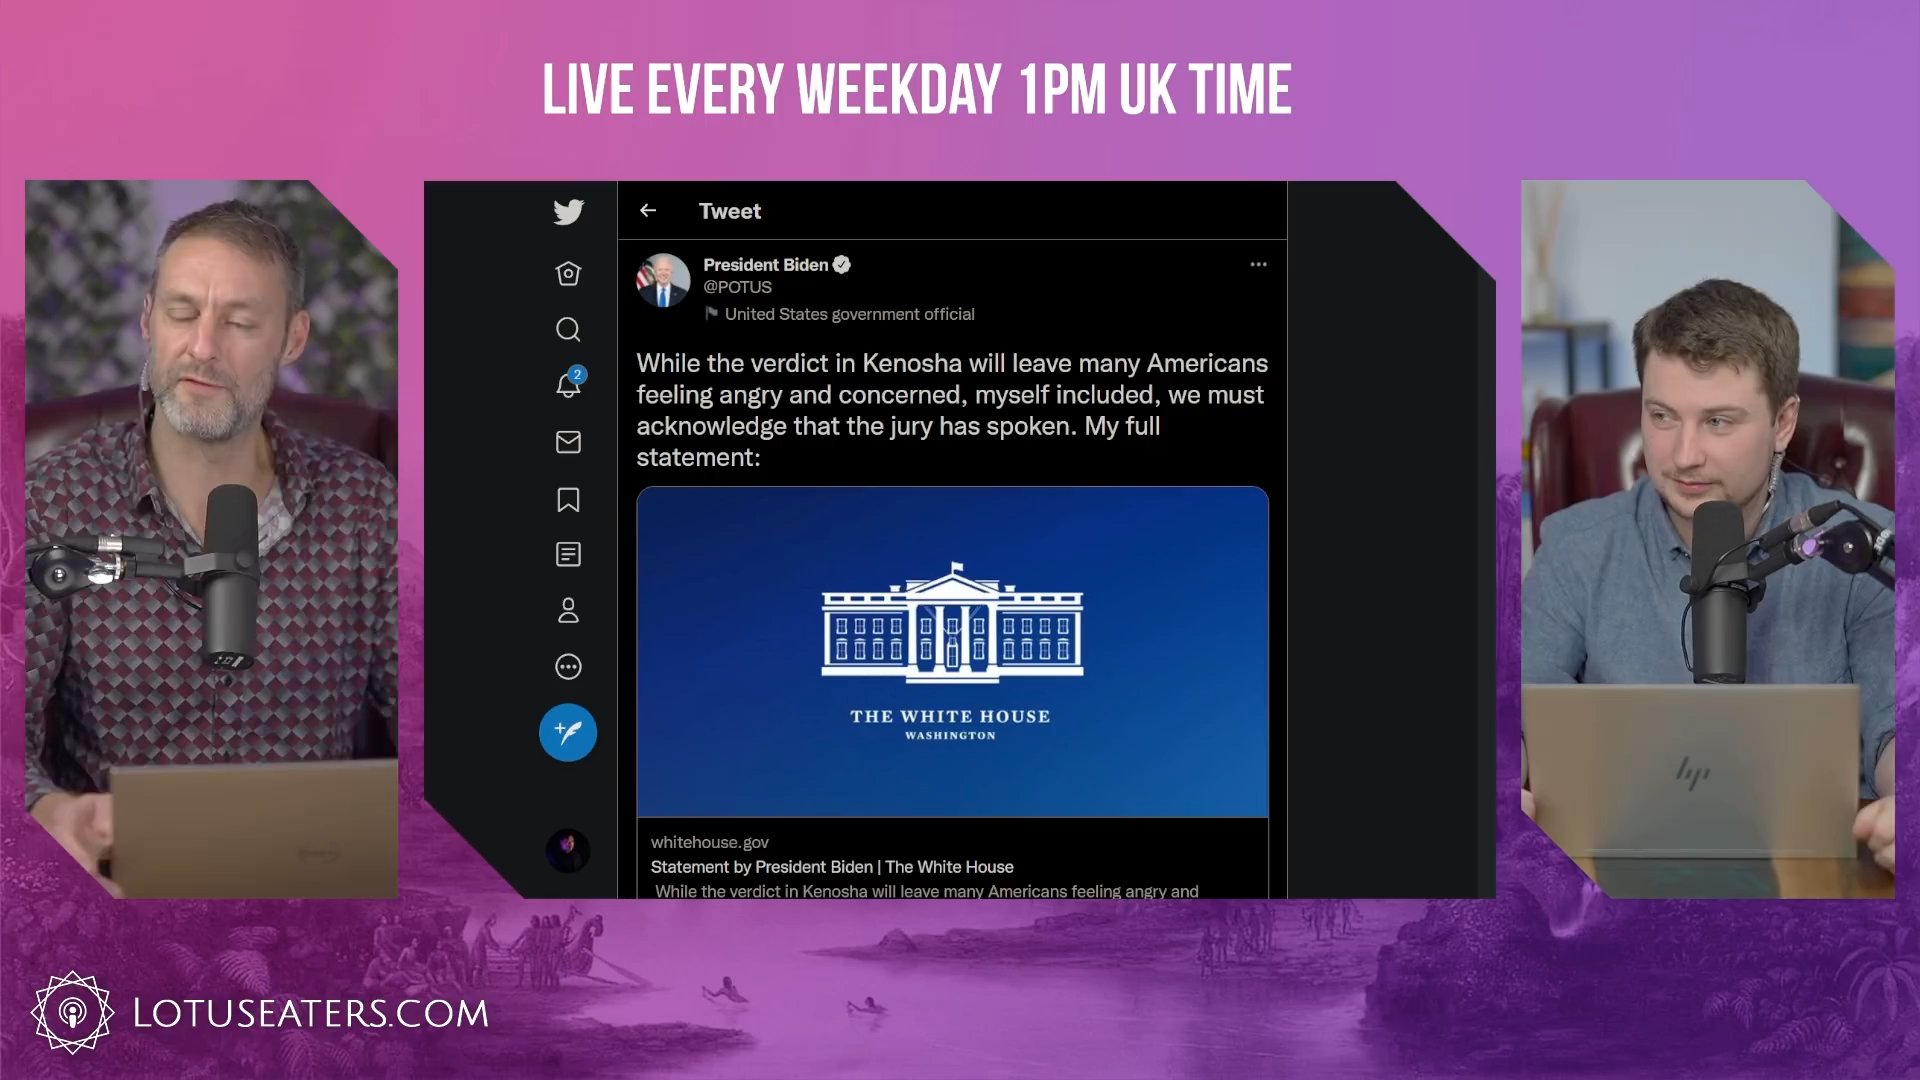 LIVE EVERY WEEKDAY 1PM UK TIME
Tweet
President Biden
@POTUS
United States government official
2
While the verdict in Kenosha will leave many Americans
feeling angry and concerned, myself included, we must
acknowledge that the jury has spoken. My full
statement:
THE WHITE HOUSE
WASHINGTON
whitehouse.gov
Statement by President Biden | The White House
While the verdict in Kenosha will leave many Americans feeling angry and
hp
LOTUSEATERS.COM